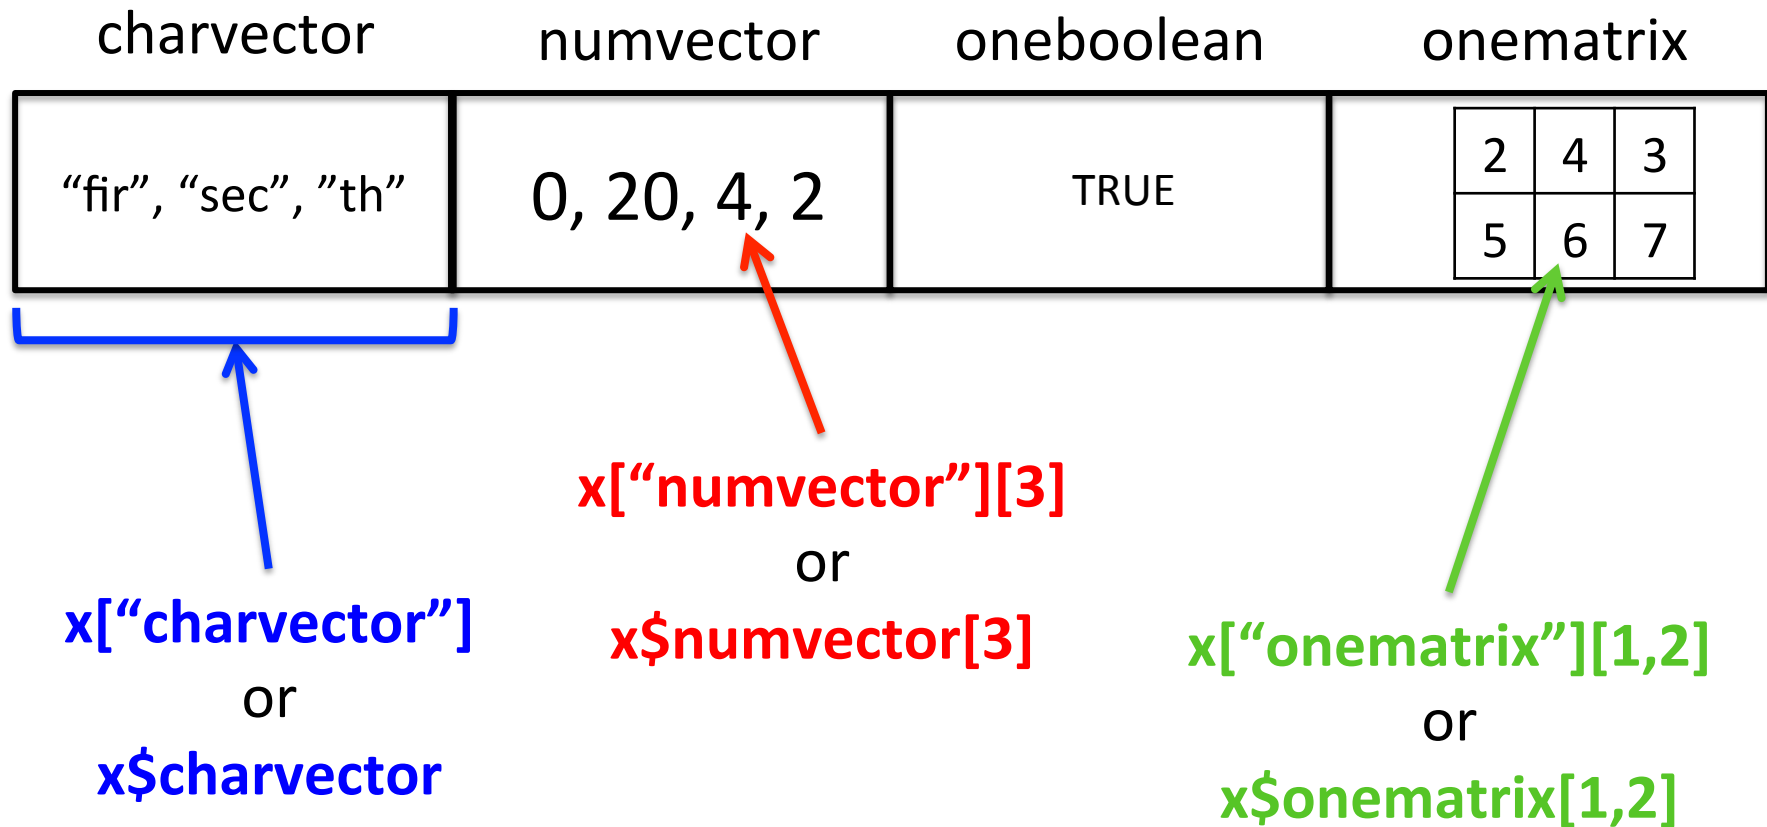 charvector numvector oneboolean onematrix
“fir”, “sec”, ”th” 0, 20, 4, 2 TRUE
2 4 3
5 6 7
x[“charvector”]
or
x$charvector
x[“numvector”][3]
or
x$numvector[3]
x[“onematrix”][1,2]
or
x$onematrix[1,2]